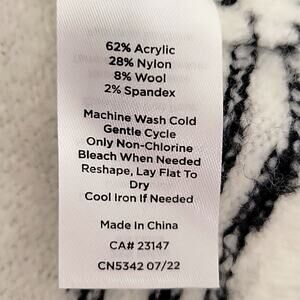 62% Acrylic
28% Nylon
8% Wool
2% Spandex
Machine Wash Cold
Gentle Cycle
Only Non-Chlorine
Bleach When Needed
Reshape, Lay Flat To
Dry
Cool Iron If Needed
Made In China
CA# 23147
CN5342 07/22